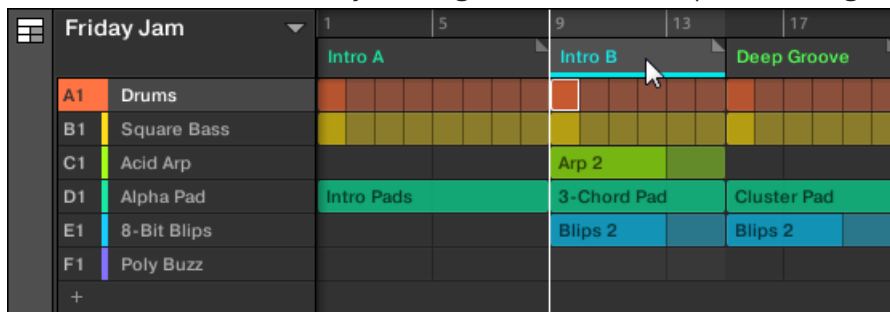 Friday Jam
1 5 9 13 17
Intro A Intro B Deep Groove
A1 Drums
B1 Square Bass
C1 Acid Arp Arp 2
D1 Alpha Pad Intro Pads 3-Chord Pad Cluster Pad
E1 8-Bit Blips Blips 2 Blips 2
F1 Poly Buzz
+